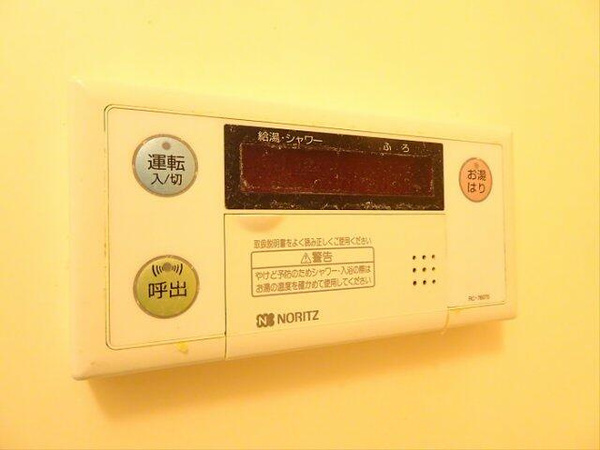 給湯・シャワー
ふろ
運転
入/切
お湯
はり
呼出
取扱説明書をよく読み正しくご使用ください
警告
やけど予防のためシャワー・入浴の際は
お湯の温度を確かめて使用してください
NORITZ